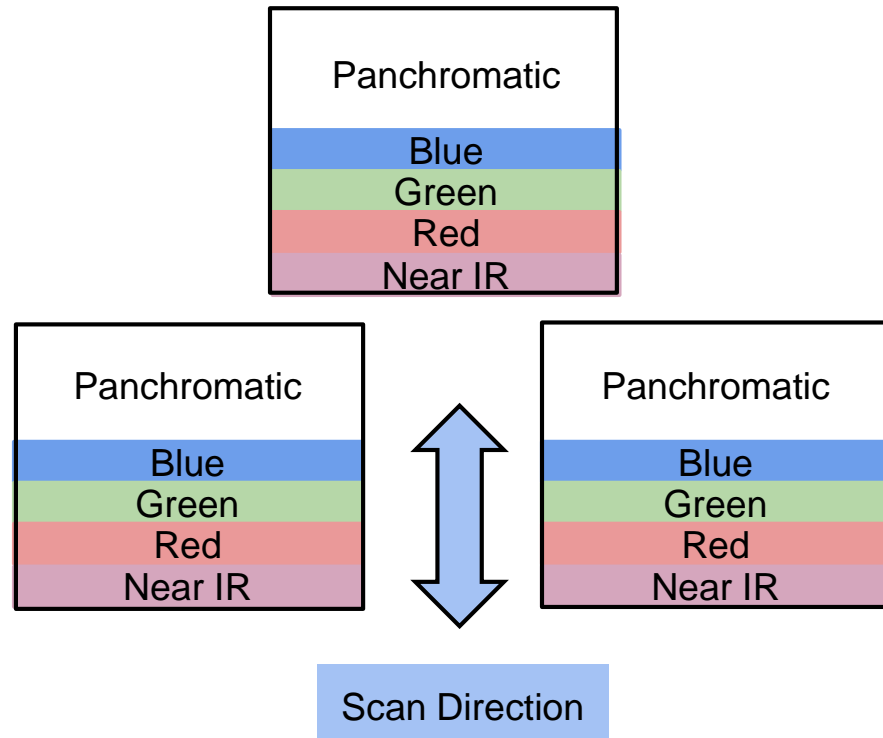 Panchromatic
Blue
Green
Red
Near IR
Panchromatic
Blue
Green
Red
Near IR
Panchromatic
Blue
Green
Red
Near IR
Scan Direction